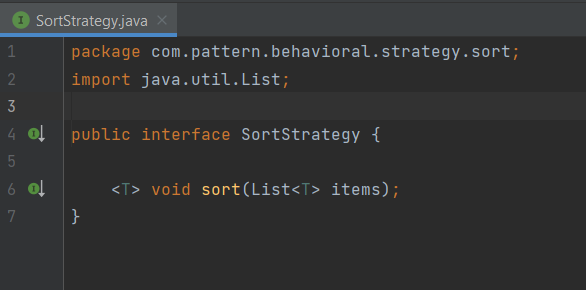 I SortStrategy.java ×
1 package com.pattern.behavioral.strategy.sort;
2 import java.util.List;
3
4 I public interface SortStrategy {
5
6 I <T> void sort(List<T> items);
7 }